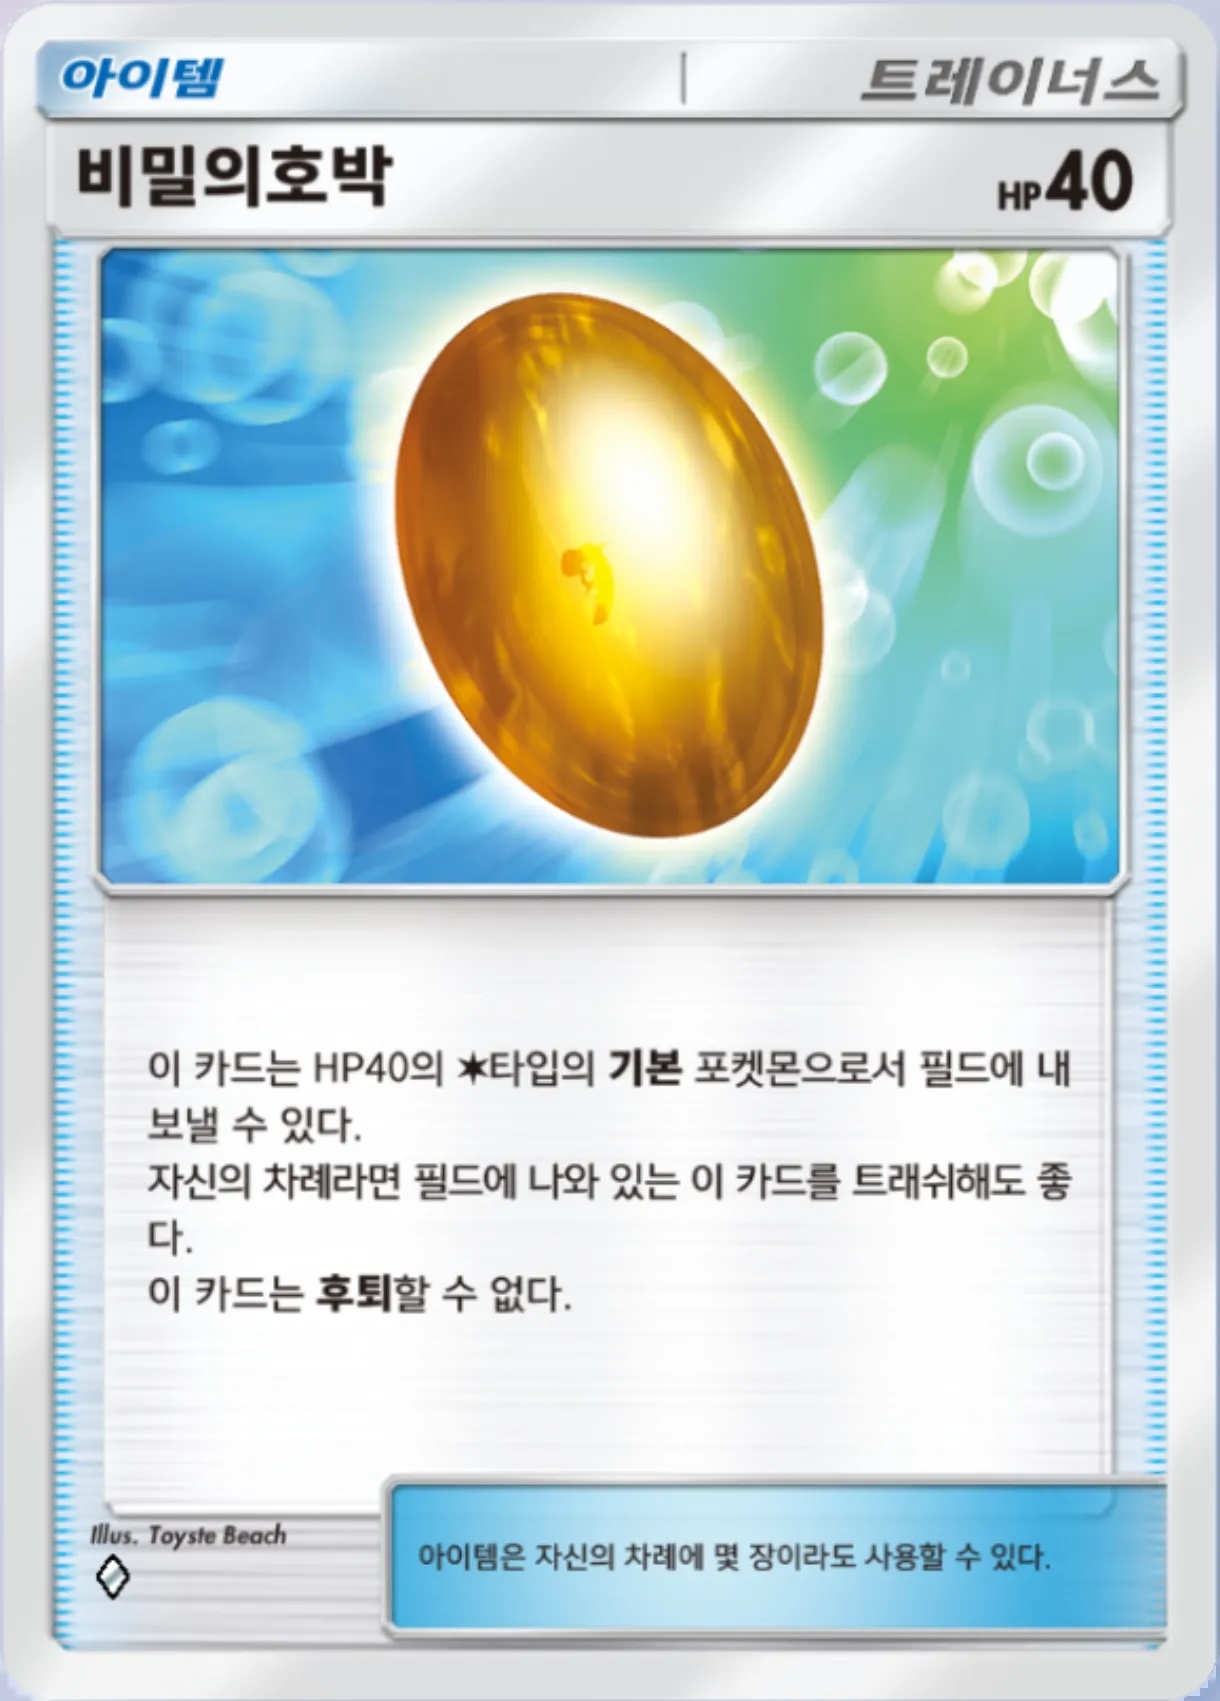 아이템
트레이너스
비밀의호박
HP40
이 카드는 HP40의 ✶타입의 기본 포켓몬으로서 필드에 내
보낼 수 있다.
자신의 차례라면 필드에 나와 있는 이 카드를 트래쉬해도 좋
다.
이 카드는 후퇴할 수 없다.
Illus. Toyste Beach
아이템은 자신의 차례에 몇 장이라도 사용할 수 있다.